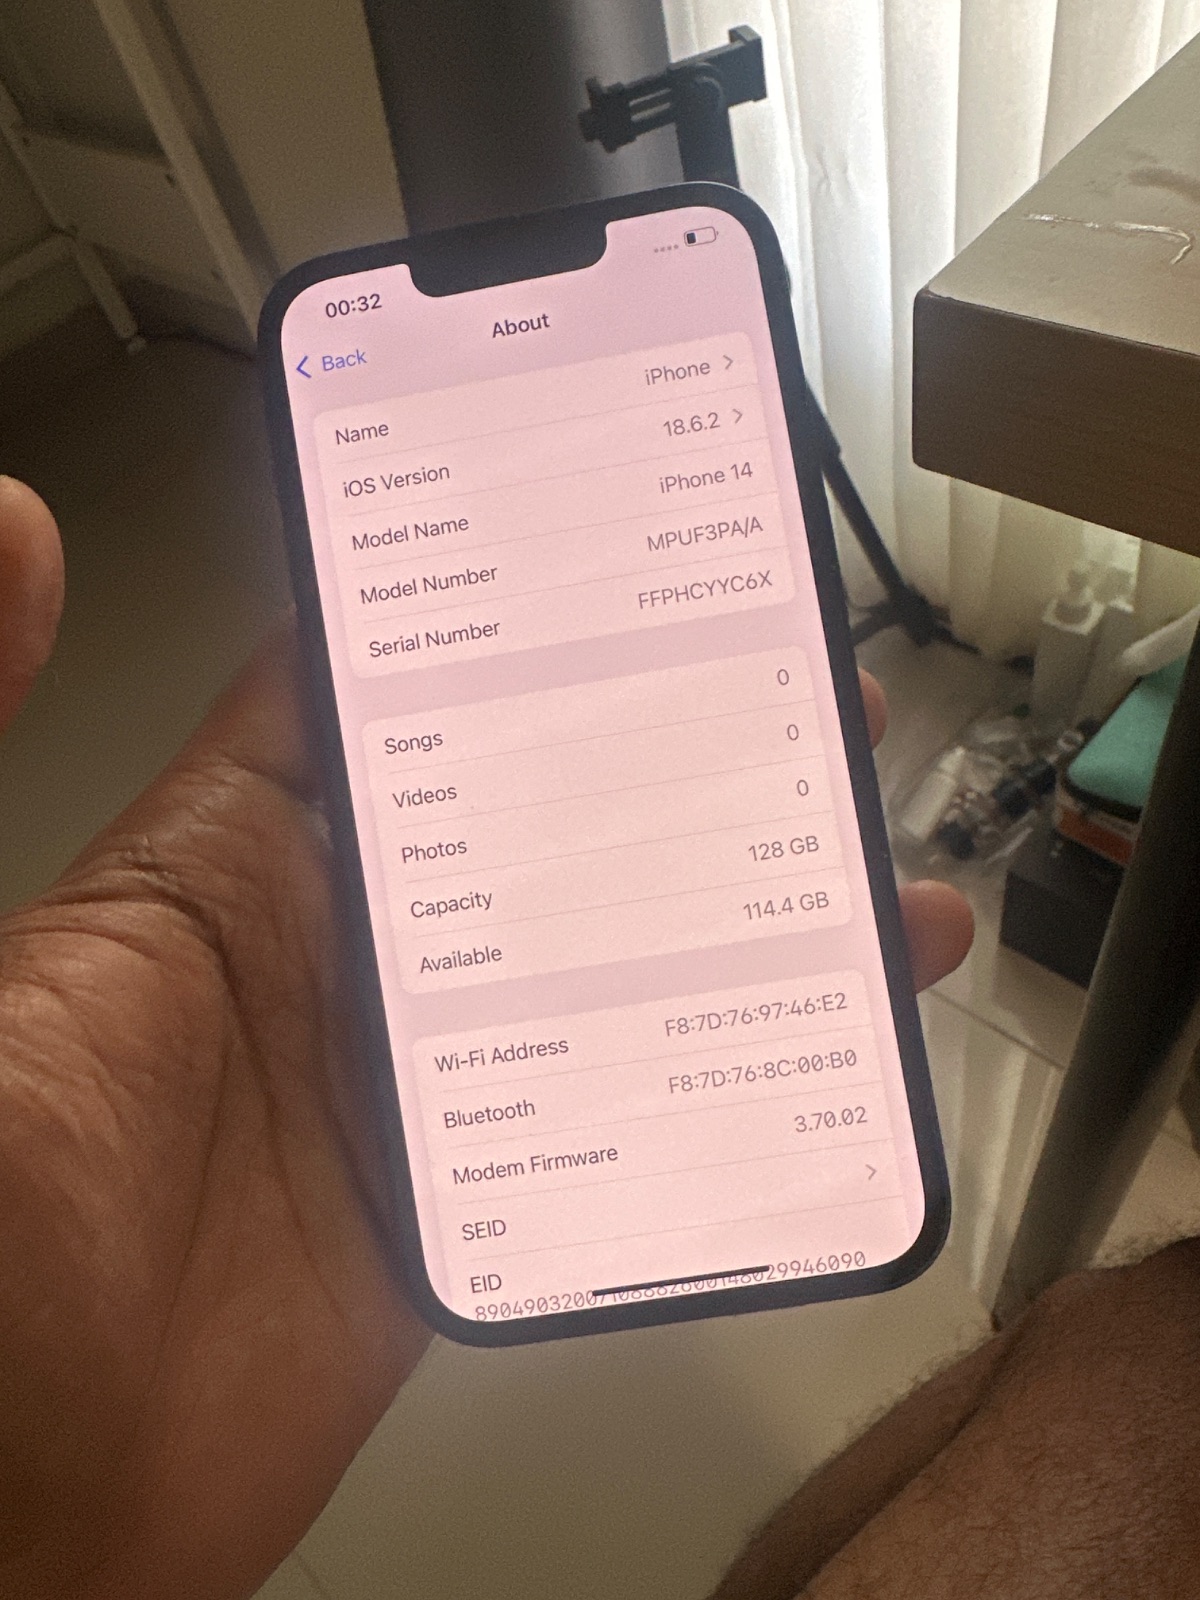 00:32
About
Back
Name iPhone
iOS Version 18.6.2
Model Name iPhone 14
Model Number MPUF3PA/A
Serial Number FFPHCYYC6X
Songs 0
Videos 0
Photos 0
Capacity 128 GB
Available 114.4 GB
Wi-Fi Address F8:7D:76:97:46:E2
Bluetooth F8:7D:76:8C:00:B0
Modem Firmware 3.70.02
SEID
EID